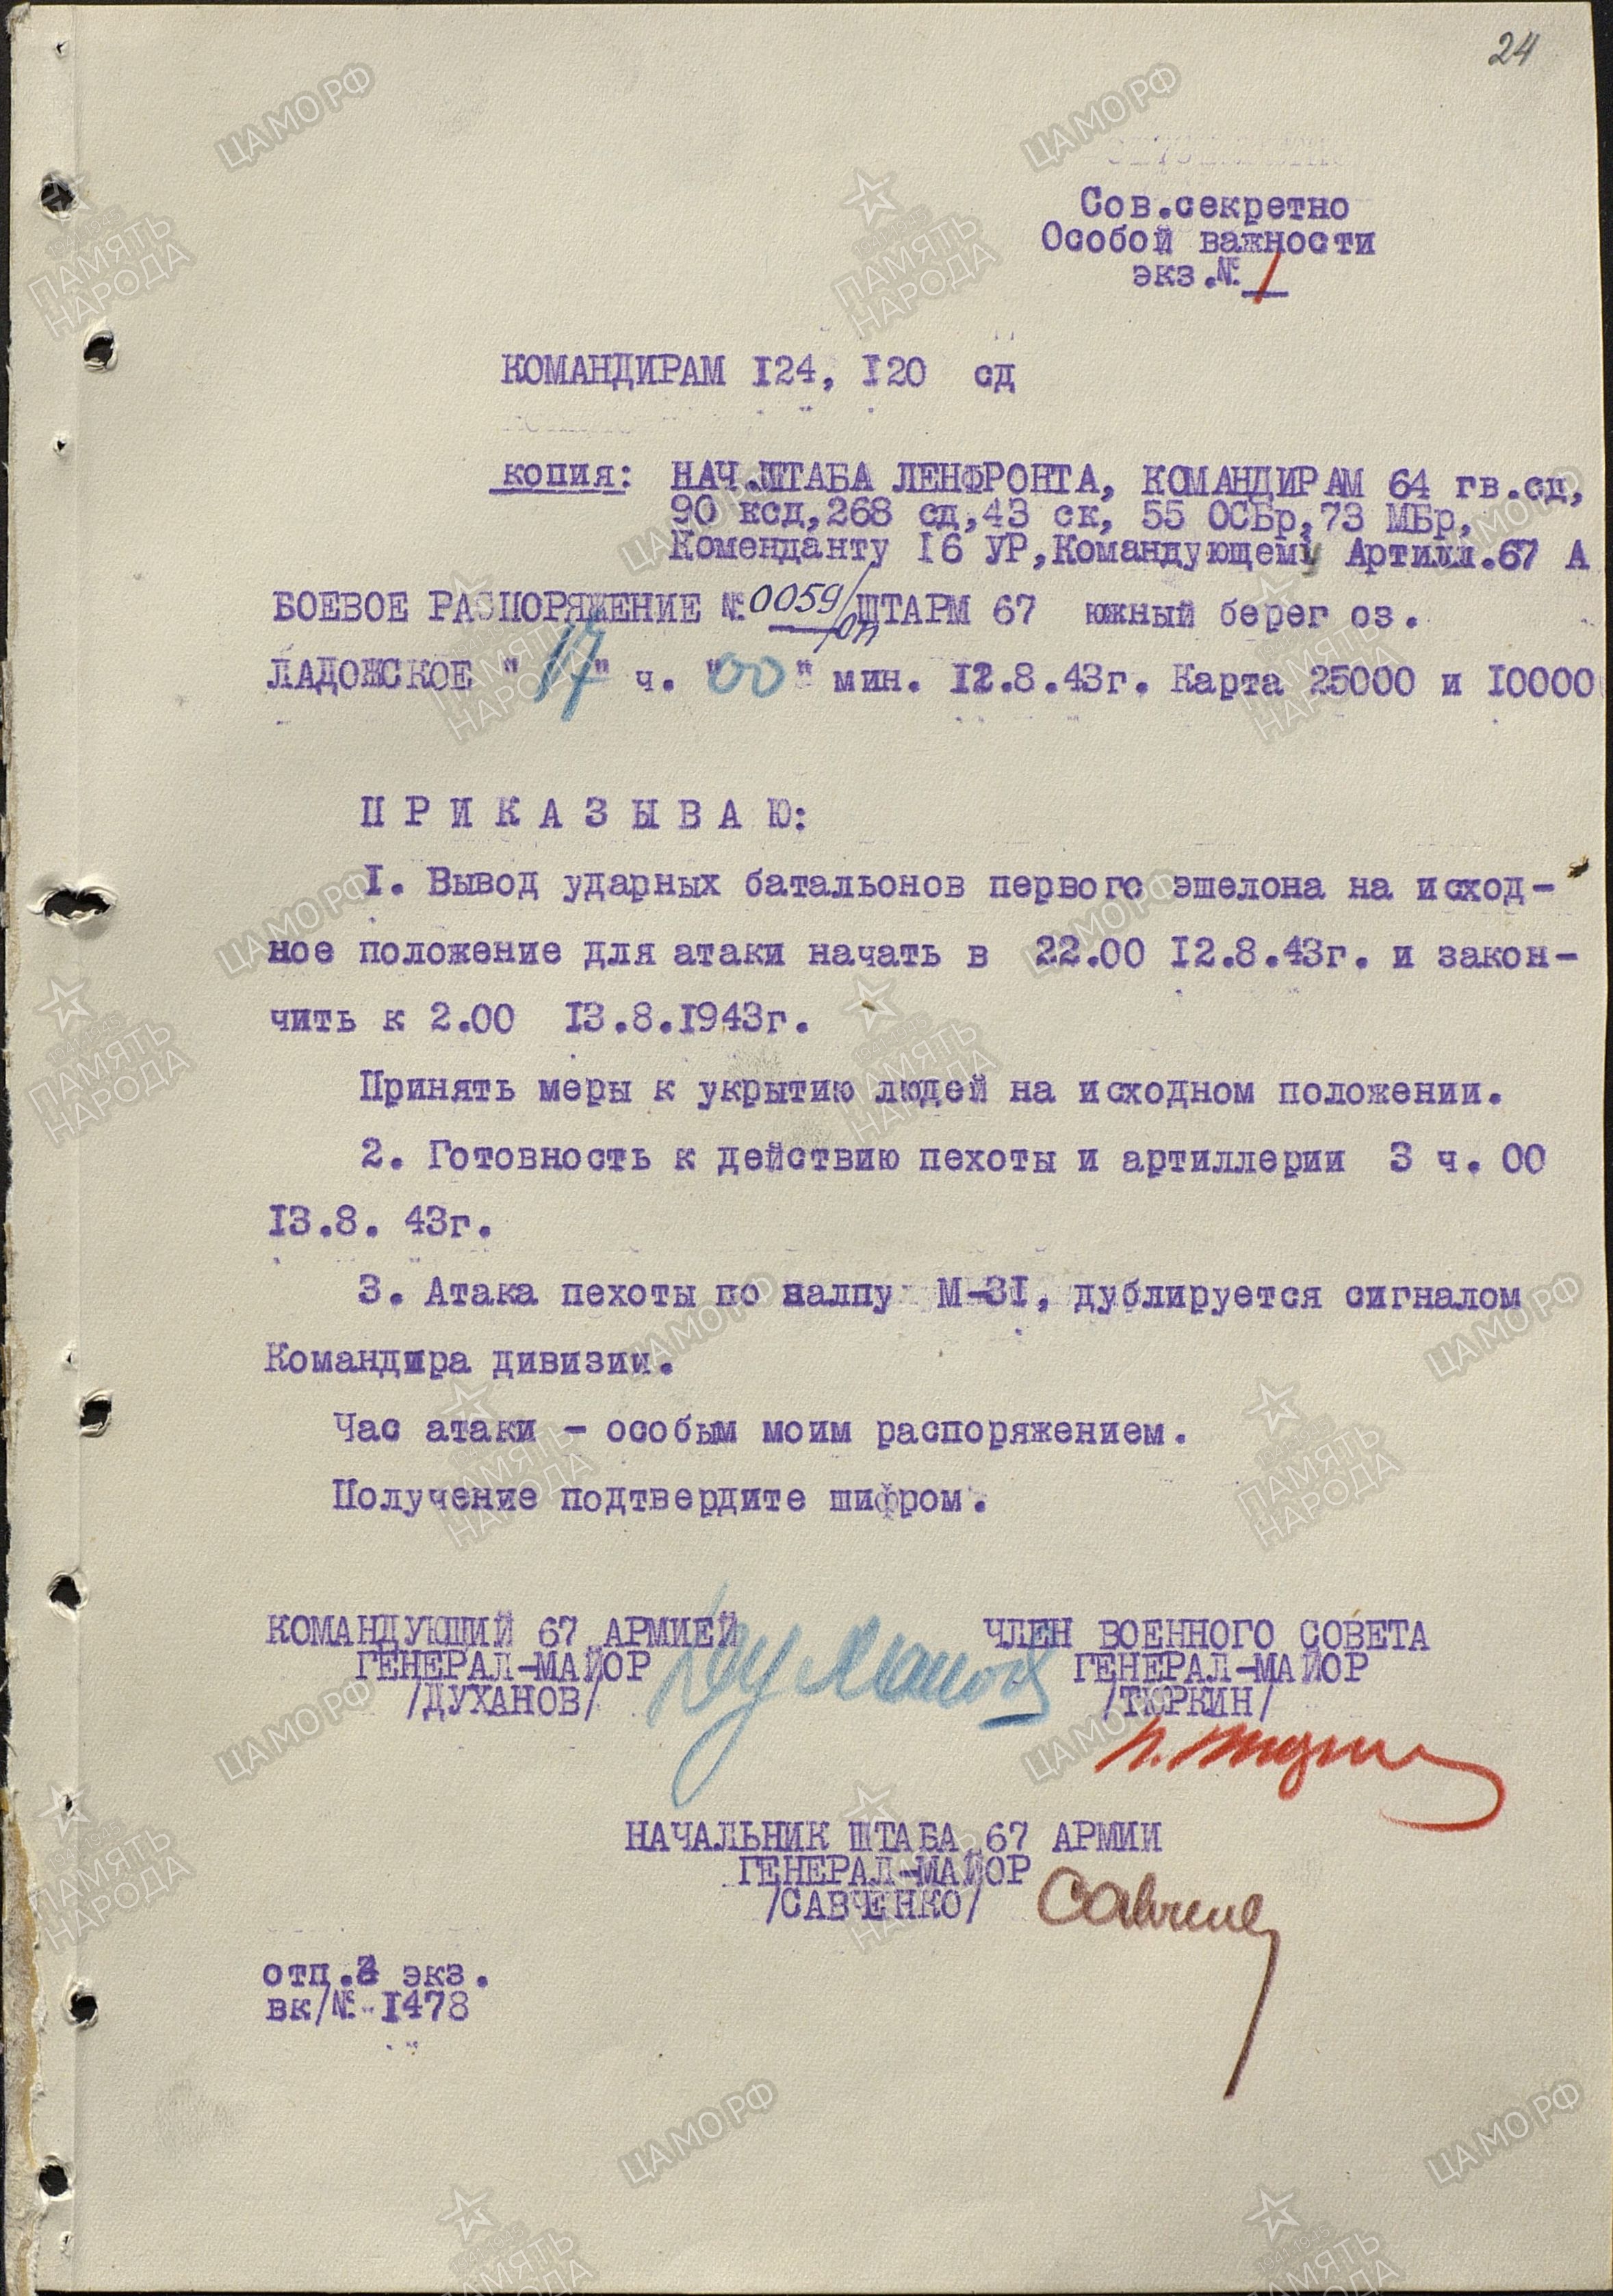 24
Сов.секретно
Особой важности
экз.№ 1
КОМАНДИРАМ 124, 120 сд
копия: НАЧ.ШТАБА ЛЕНФРОНТА, КОМАНДИРАМ 64 гв.сд,
90 ксд,268 сд,43 ск, 55 ОСБр,73 МБр,
Коменданту 16 УР,Командующему Артилл.67 А
БОЕВОЕ РАСПОРЯЖЕНИЕ № 0059/оп ШТАРМ 67 южный берег оз.
ЛАДОЖСКОЕ "17" ч. "00" мин. 12.8.43г. Карта 25000 и 10000
П Р И К А З Ы В А Ю:
1. Вывод ударных батальонов первого эшелона на исход-
ное положение для атаки начать в 22.00 12.8.43г. и закон-
чить к 2.00 13.8.1943г.
Принять меры к укрытию людей на исходном положении.
2. Готовность к действию пехоты и артиллерии 3 ч. 00
13.8. 43г.
3. Атака пехоты по залпу М-31, дублируется сигналом
Командира дивизии.
Час атаки - особым моим распоряжением.
Получение подтвердите шифром.
КОМАНДУЮЩИЙ 67 АРМИЕЙ ЧЛЕН ВОЕННОГО СОВЕТА
ГЕНЕРАЛ-МАЙОР ГЕНЕРАЛ-МАЙОР
/ДУХАНОВ/ /ТЮРКИН/
НАЧАЛЬНИК ШТАБА 67 АРМИИ
ГЕНЕРАЛ-МАЙОР
/САВЧЕНКО/
отп. экз.
вк/№ 1478
ЦАМО.РФ
ПАМЯТЬ
НАРОДА